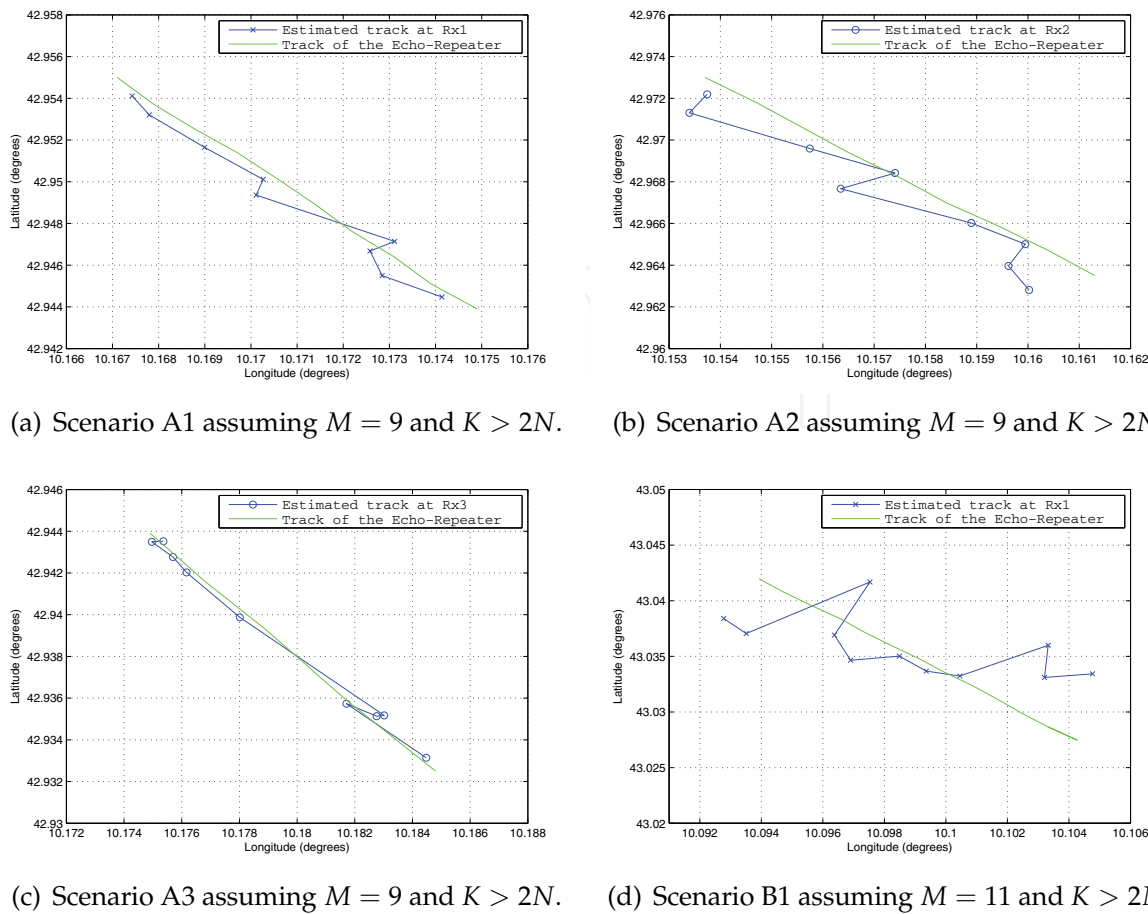 42.958
42.956
42.954
42.952
42.95
42.948
42.946
42.944
42.942
Latitude (degrees)
Estimated track at Rx1
Track of the Echo-Repeater
10.166 10.167 10.168 10.169 10.17 10.171 10.172 10.173 10.174 10.175 10.176
Longitude (degrees)
(a) Scenario A1 assuming M = 9 and K > 2N.
42.976
42.974
42.972
42.97
42.968
42.966
42.964
42.962
42.96
Latitude (degrees)
Estimated track at Rx2
Track of the Echo-Repeater
10.153 10.154 10.155 10.156 10.157 10.158 10.159 10.16 10.161 10.162
Longitude (degrees)
(b) Scenario A2 assuming M = 9 and K > 2N
42.946
42.944
42.942
42.94
42.938
42.936
42.934
42.932
42.93
Latitude (degrees)
Estimated track at Rx3
Track of the Echo-Repeater
10.172 10.174 10.176 10.178 10.18 10.182 10.184 10.186 10.188
Longitude (degrees)
(c) Scenario A3 assuming M = 9 and K > 2N.
43.05
43.045
43.04
43.035
43.03
43.025
43.02
Latitude (degrees)
Estimated track at Rx1
Track of the Echo-Repeater
10.092 10.094 10.096 10.098 10.1 10.102 10.104 10.106
Longitude (degrees)
(d) Scenario B1 assuming M = 11 and K > 2N